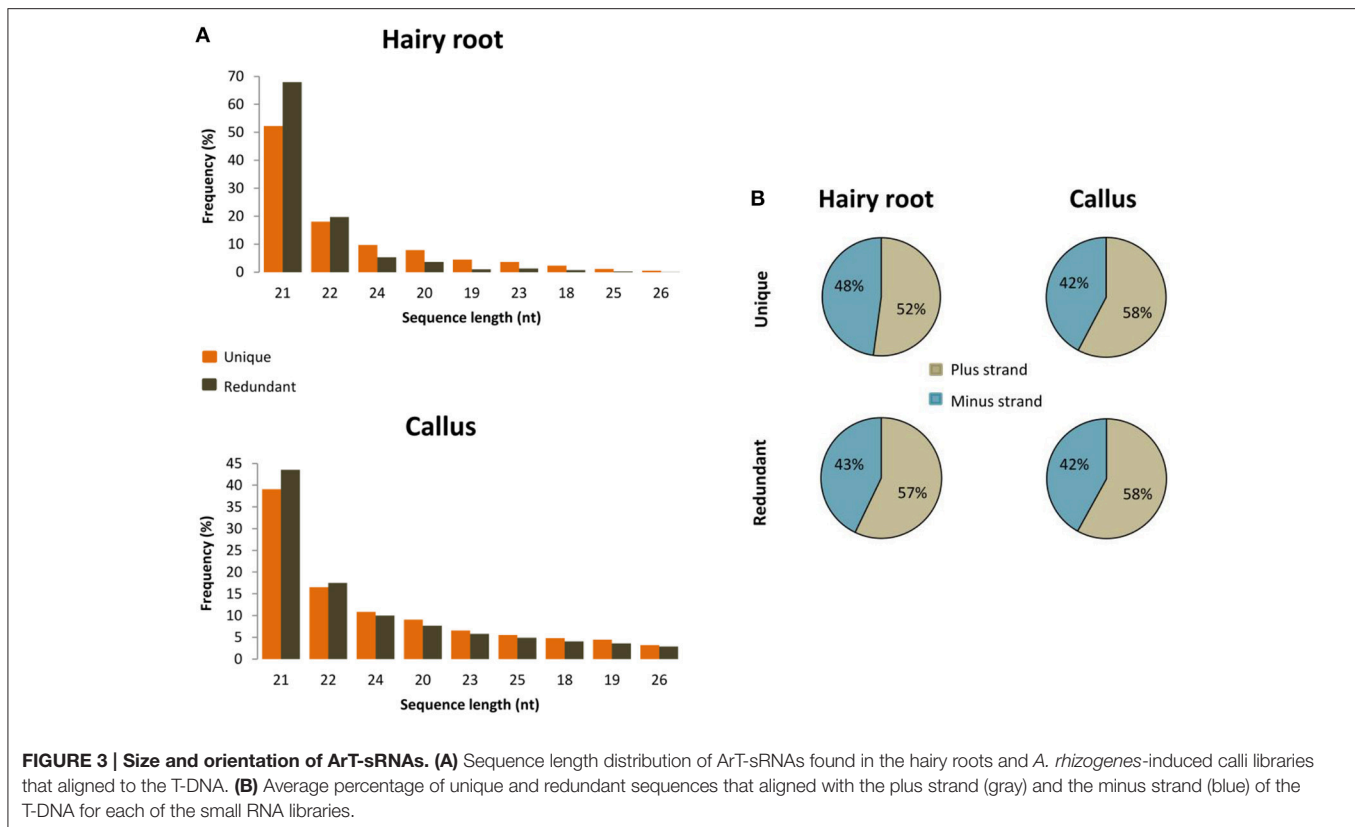 A
Hairy root
Frequency (%)
70
60
50
40
30
20
10
0
21 22 24 20 19 23 18 25 26
Sequence length (nt)
Unique
Redundant
Callus
Frequency (%)
45
40
35
30
25
20
15
10
5
0
21 22 24 20 23 25 18 19 26
Sequence length (nt)
B
Hairy root Callus
Unique
48% 52% 42% 58%
Plus strand
Minus strand
Redundant
43% 57% 42% 58%
FIGURE 3 | Size and orientation of ArT-sRNAs. (A) Sequence length distribution of ArT-sRNAs found in the hairy roots and A. rhizogenes-induced calli libraries
that aligned to the T-DNA. (B) Average percentage of unique and redundant sequences that aligned with the plus strand (gray) and the minus strand (blue) of the
T-DNA for each of the small RNA libraries.